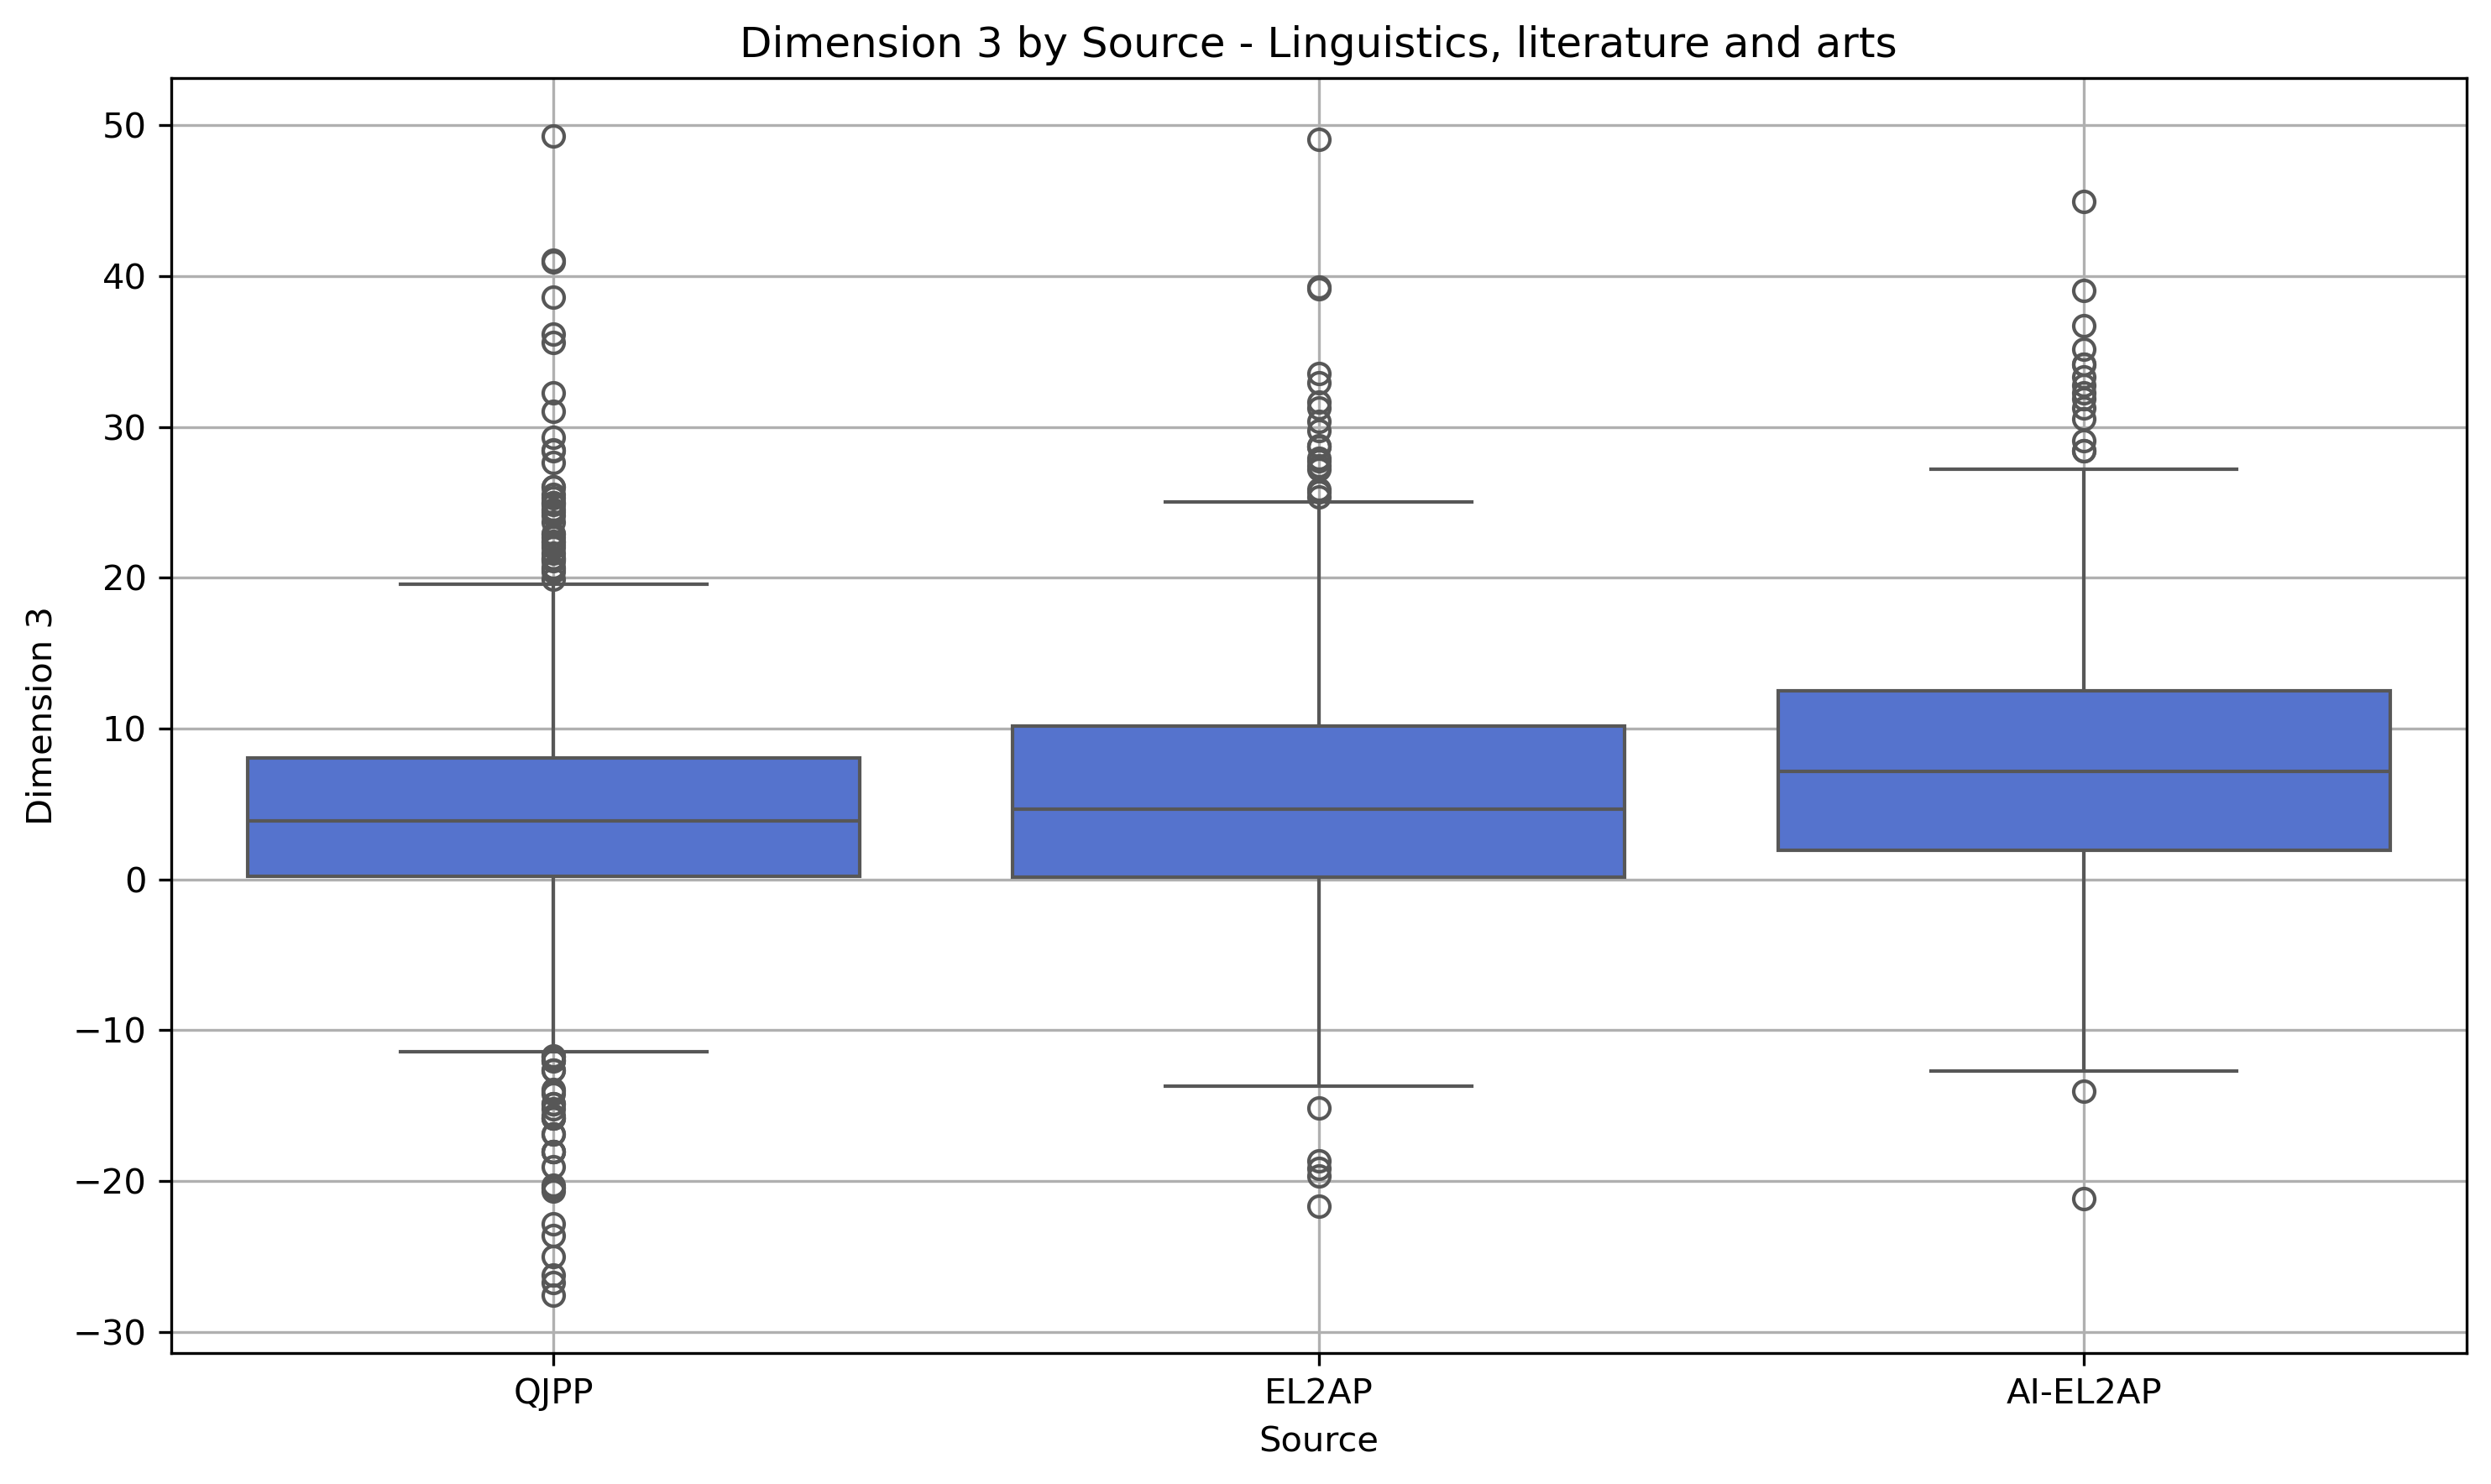 Dimension 3 by Source - Linguistics, literature and arts
50
40
30
20
10
0
−10
−20
−30
Dimension 3
QJPP
EL2AP
AI-EL2AP
Source